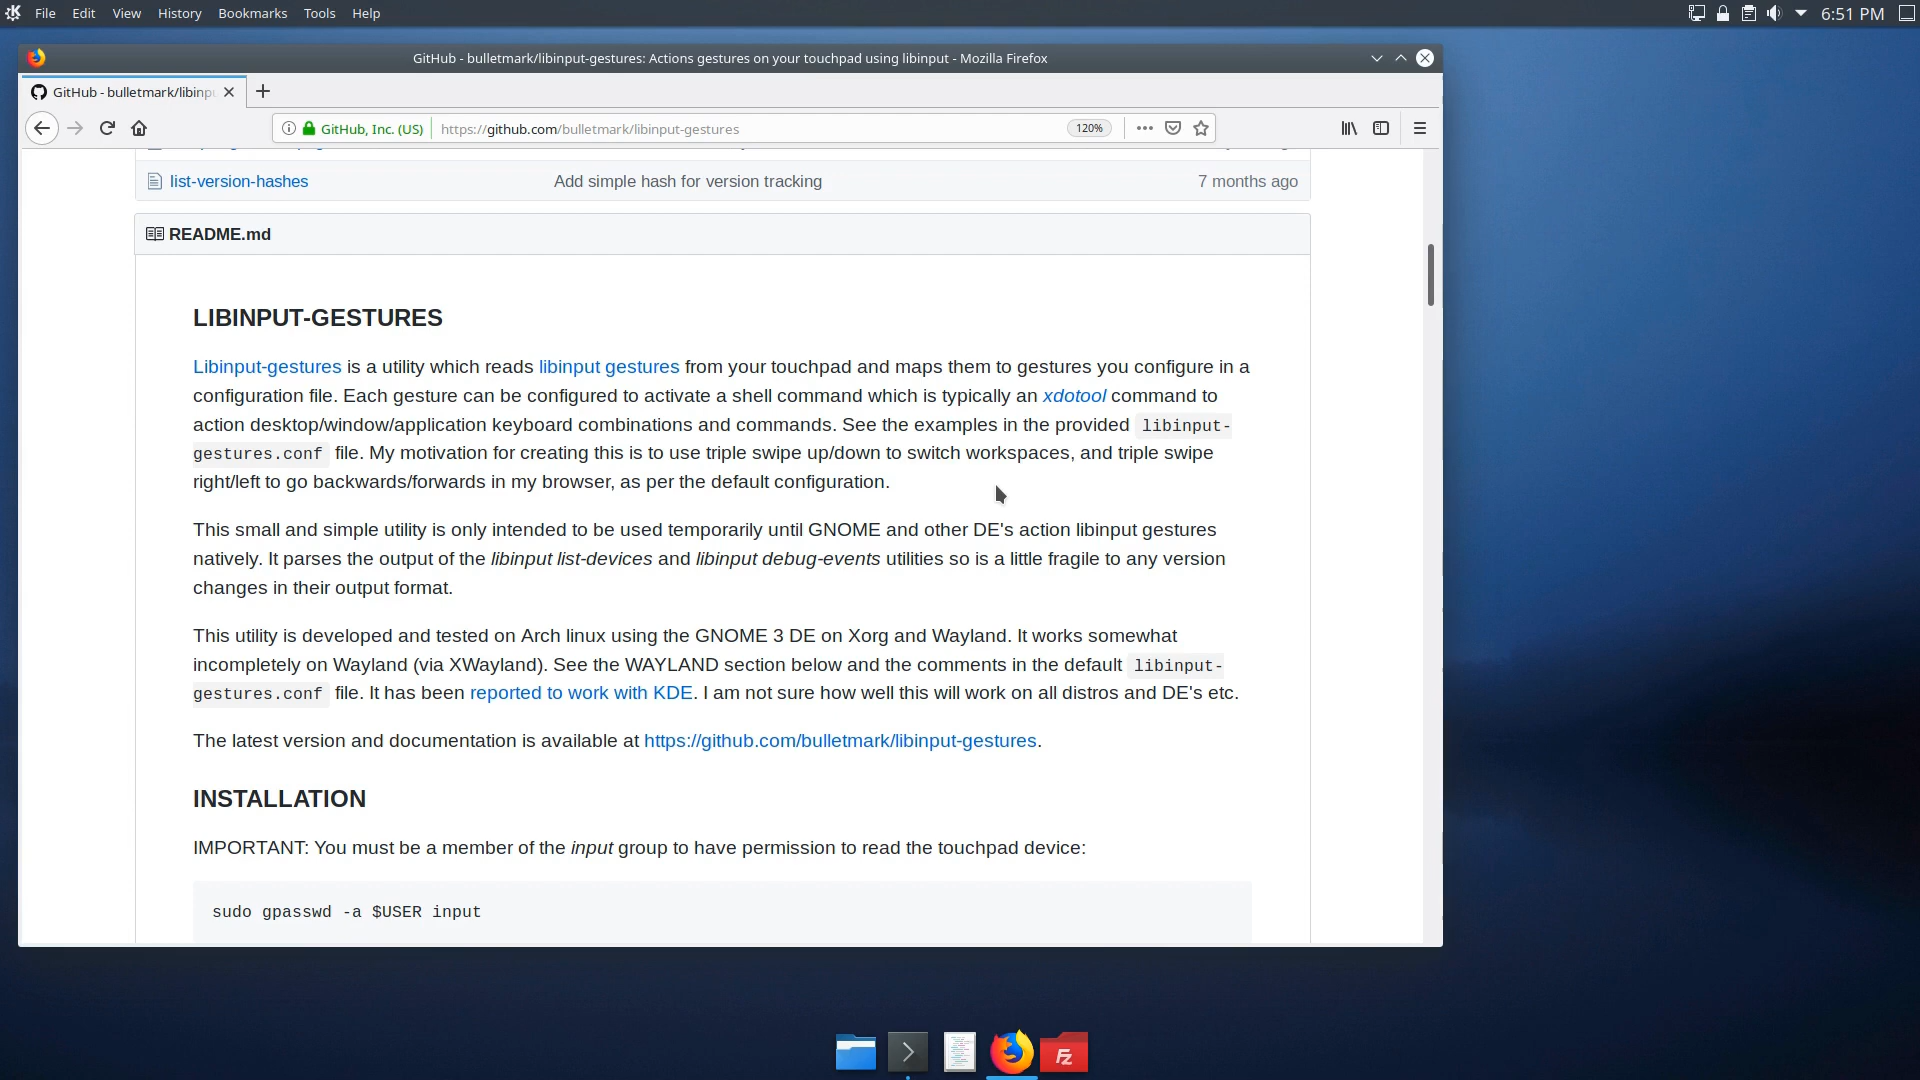 File Edit View History Bookmarks Tools Help
6:51 PM
GitHub - bulletmark/libinput-gestures: Actions gestures on your touchpad using libinput - Mozilla Firefox
GitHub - bulletmark/libinpu
GitHub, Inc. (US) https://github.com/bulletmark/libinput-gestures 120%
list-version-hashes Add simple hash for version tracking 7 months ago
README.md
LIBINPUT-GESTURES
Libinput-gestures is a utility which reads libinput gestures from your touchpad and maps them to gestures you configure in a
configuration file. Each gesture can be configured to activate a shell command which is typically an xdotool command to
action desktop/window/application keyboard combinations and commands. See the examples in the provided libinput-
gestures.conf file. My motivation for creating this is to use triple swipe up/down to switch workspaces, and triple swipe
right/left to go backwards/forwards in my browser, as per the default configuration.
This small and simple utility is only intended to be used temporarily until GNOME and other DE's action libinput gestures
natively. It parses the output of the libinput list-devices and libinput debug-events utilities so is a little fragile to any version
changes in their output format.
This utility is developed and tested on Arch linux using the GNOME 3 DE on Xorg and Wayland. It works somewhat
incompletely on Wayland (via XWayland). See the WAYLAND section below and the comments in the default libinput-
gestures.conf file. It has been reported to work with KDE. I am not sure how well this will work on all distros and DE's etc.
The latest version and documentation is available at https://github.com/bulletmark/libinput-gestures.
INSTALLATION
IMPORTANT: You must be a member of the input group to have permission to read the touchpad device:
sudo gpasswd -a $USER input
Fz